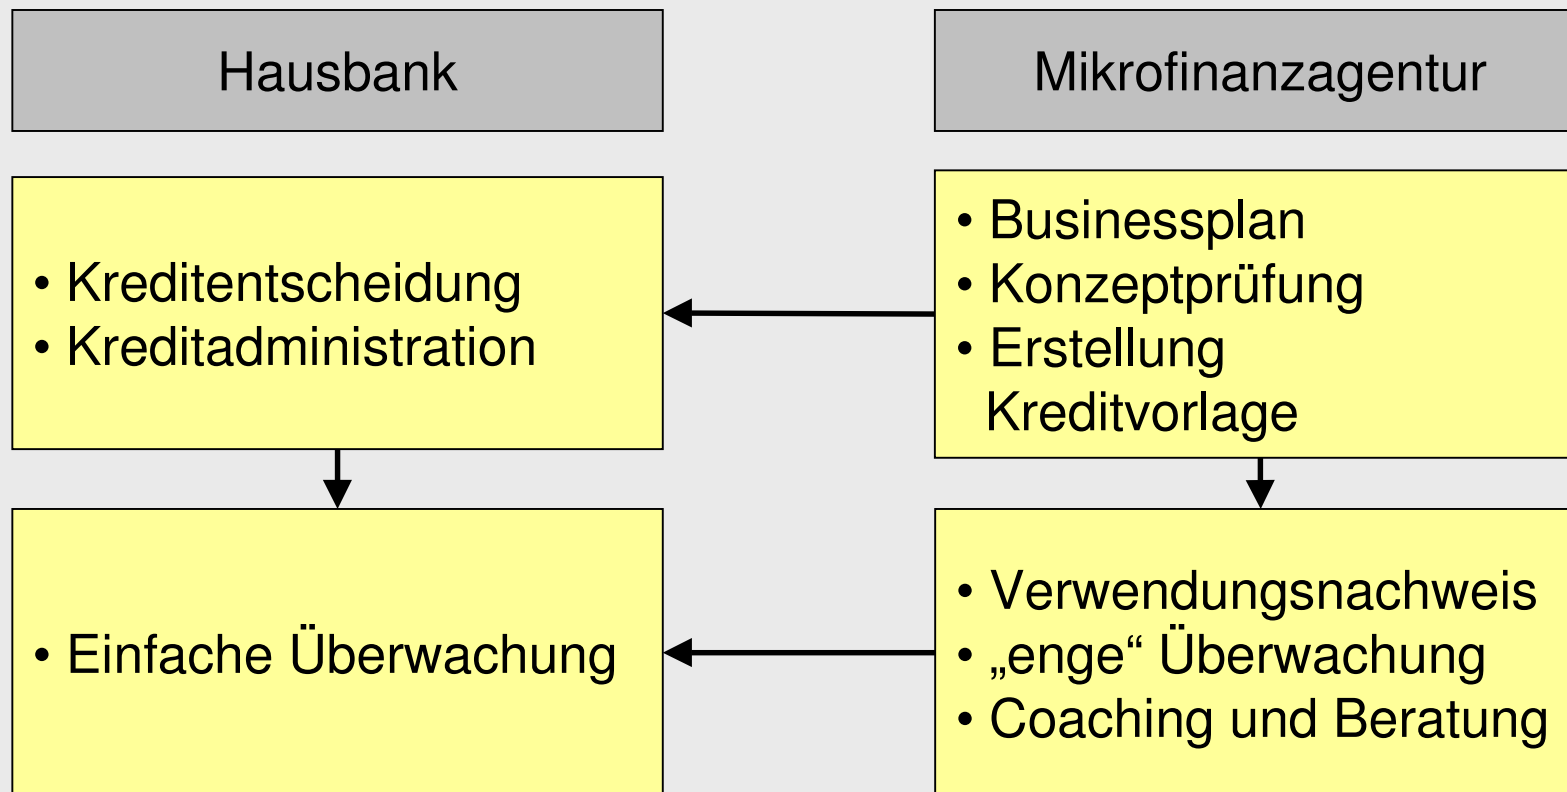 Hausbank
Mikrofinanzagentur
• Kreditentscheidung
• Kreditadministration
• Businessplan
• Konzeptprüfung
• Erstellung
Kreditvorlage
• Einfache Überwachung
• Verwendungsnachweis
• „enge“ Überwachung
• Coaching und Beratung